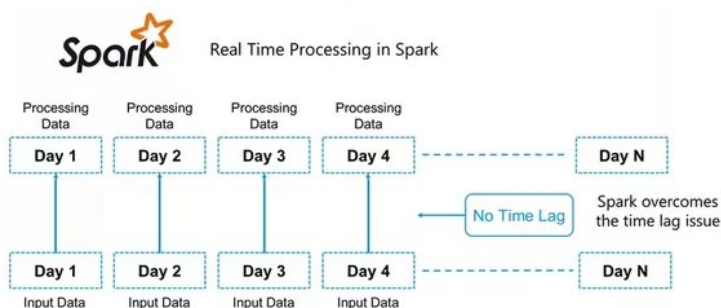 Spark
Real Time Processing in Spark
Processing Data
Processing Data
Processing Data
Processing Data
Day 1
Day 2
Day 3
Day 4
Day N
No Time Lag
Spark overcomes
the time lag issue
Day 1
Day 2
Day 3
Day 4
Day N
Input Data
Input Data
Input Data
Input Data